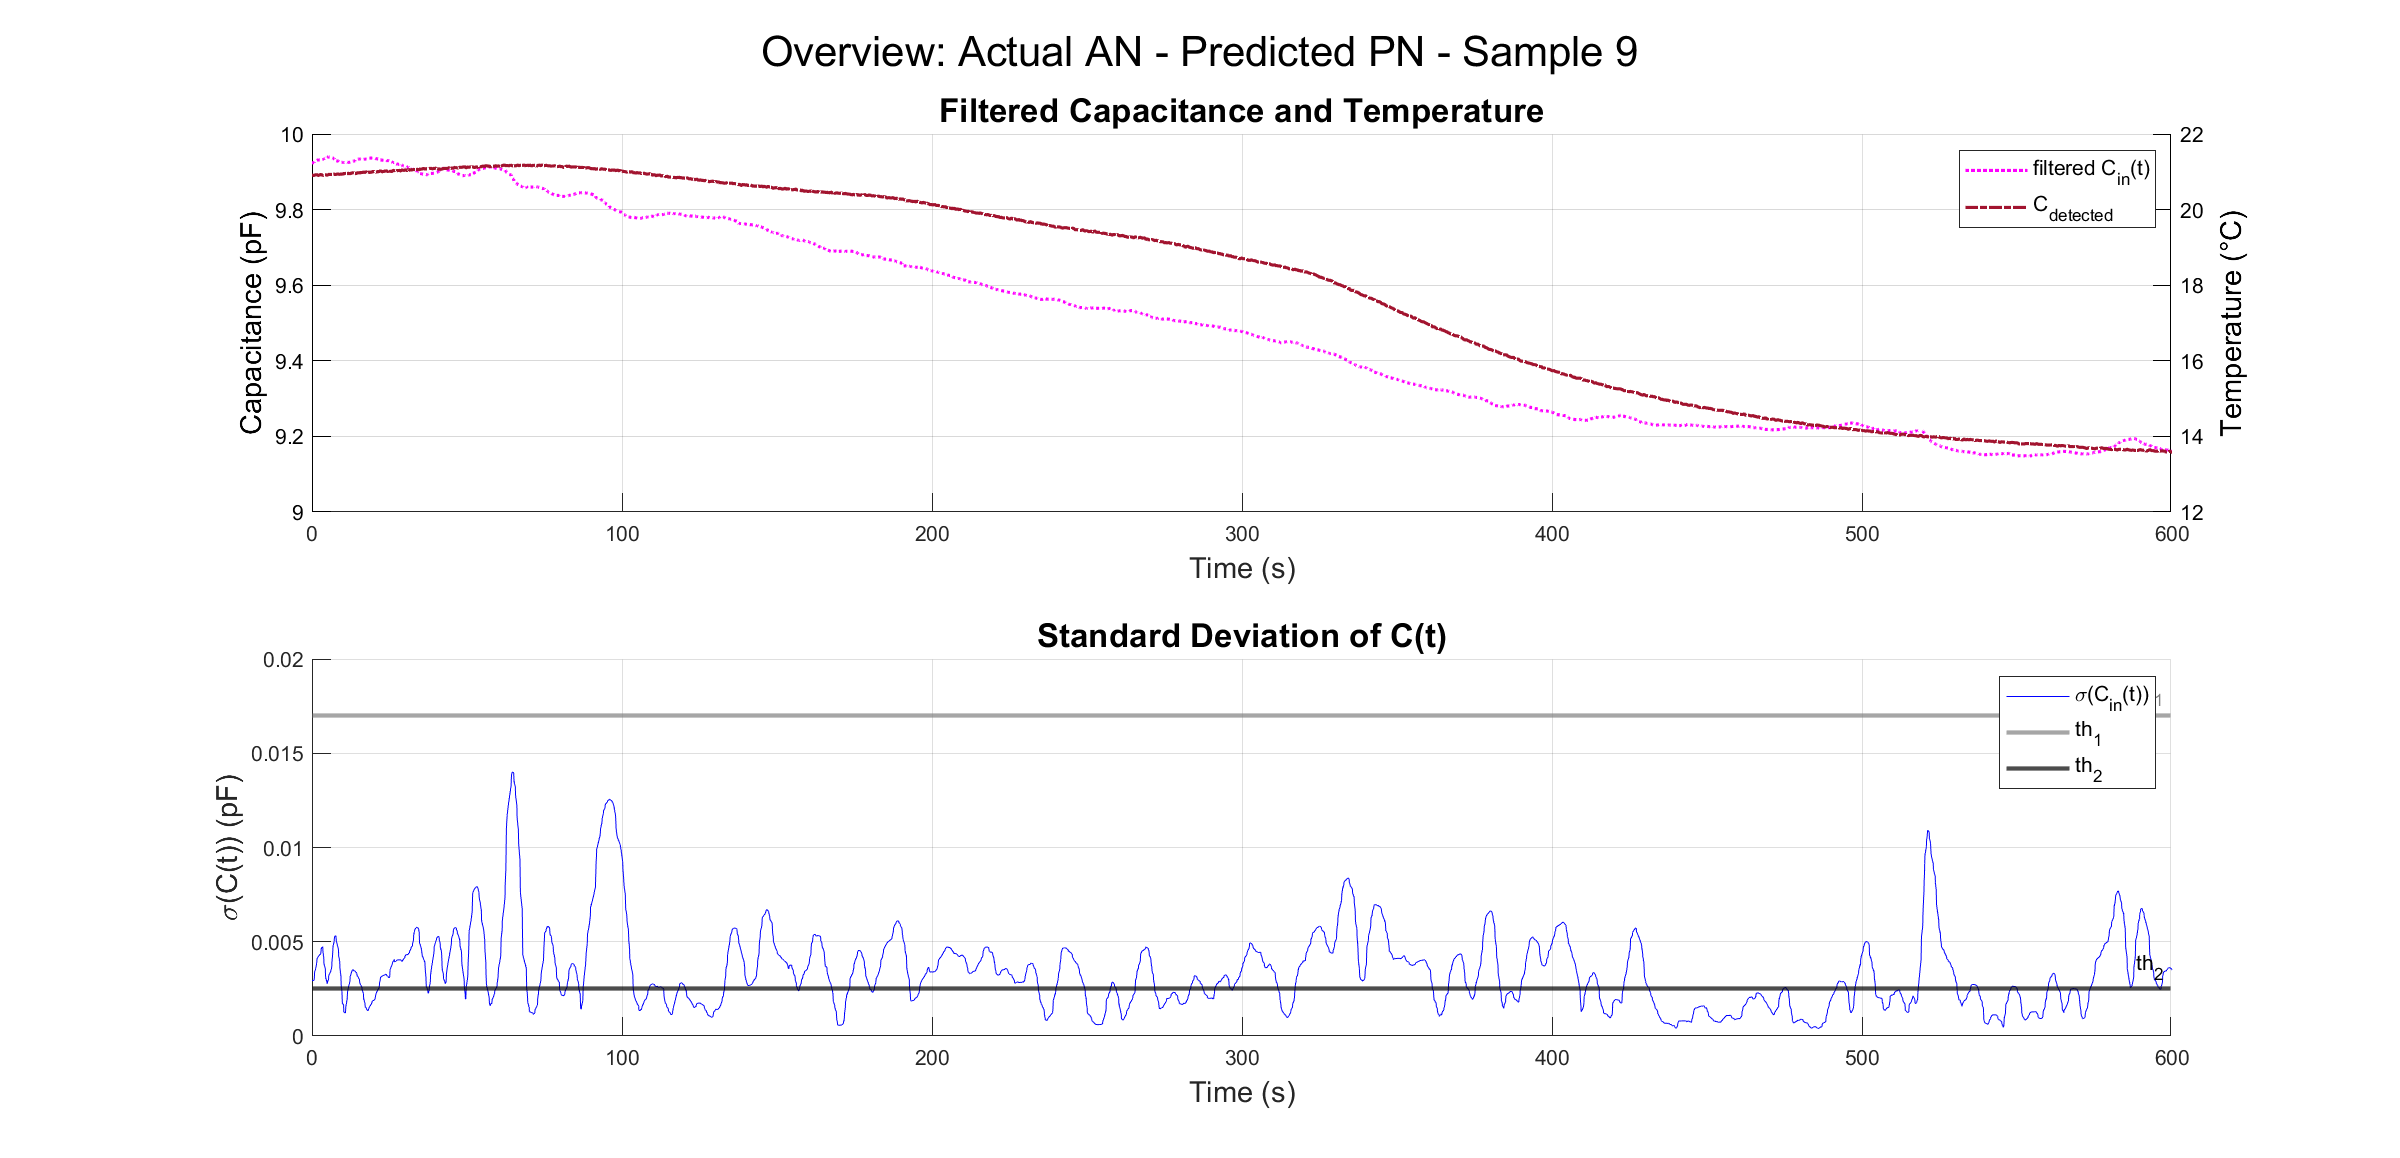 Overview: Actual AN - Predicted PN - Sample 9
Filtered Capacitance and Temperature
Capacitance (pF)
10
9.8
9.6
9.4
9.2
9
22
20
18
16
14
12
Temperature (°C)
filtered C_in(t)
C_detected
0 100 200 300 400 500 600
Time (s)
Standard Deviation of C(t)
σ(C(t)) (pF)
0.02
0.015
0.01
0.005
0
σ(C_in(t))
1
th_1
th_2
th_2
0 100 200 300 400 500 600
Time (s)